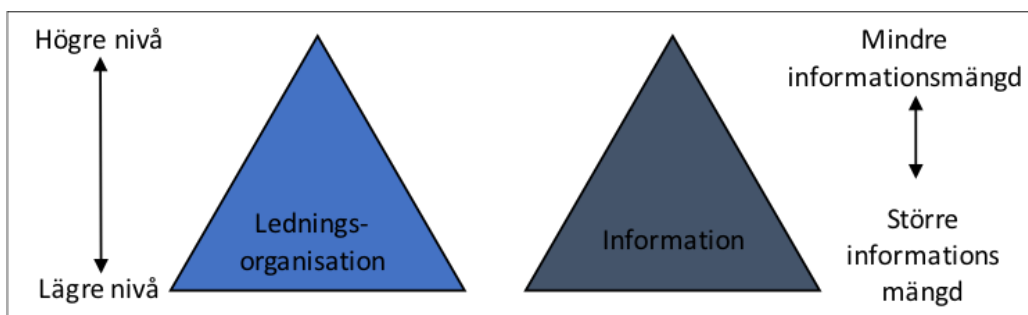 Högre nivå
Lägre nivå
Lednings-
organisation
Information
Mindre
informationsmängd
Större
informations
mängd